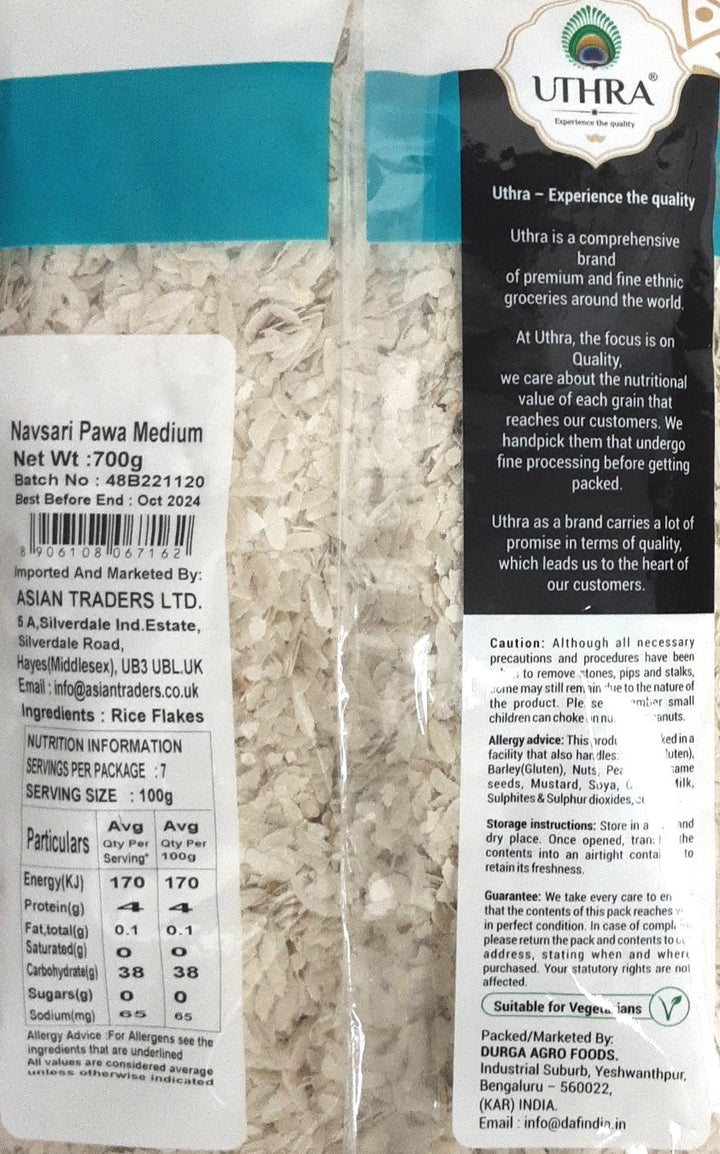 Navsari Pawa Medium
Net Wt :700g
Batch No : 48B221120
Best Before End : Oct 2024
8 906108 067162
Imported And Marketed By:
ASIAN TRADERS LTD.
5 A,Silverdale Ind.Estate,
Silverdale Road,
Hayes(Middlesex), UB3 UBL.UK
Email : info@asiantraders.co.uk
Ingredients : Rice Flakes
NUTRITION INFORMATION
SERVINGS PER PACKAGE :7
SERVING SIZE : 100g
Particulars Avg Qty Per Serving* Avg Qty Per 100g
Energy(KJ) 170 170
Protein(g) 4 4
Fat,total(g) 0.1 0.1
Saturated(g) 0 0
Carbohydrate(g) 38 38
Sugars(g) 0 0
Sodium(mg) 65 65
Allergy Advice :For Allergens see the
ingredients that are underlined
All values are considered average
unless otherwise indicated
UTHRA®
Experience the quality
Uthra – Experience the quality
Uthra is a comprehensive
brand
of premium and fine ethnic
groceries around the world.
At Uthra, the focus is on
Quality,
we care about the nutritional
value of each grain that
reaches our customers. We
handpick them that undergo
fine processing before getting
packed.
Uthra as a brand carries a lot of
promise in terms of quality,
which leads us to the heart of
our customers.
Caution: Although all necessary
precautions and procedures have been
to remove stones, pips and stalks,
some may still remain due to the nature of
the product. Please small
children can choke
Allergy advice: This in a
facility that also handles:
Barley(Gluten), Nuts,
seeds, Mustard, Soya, Milk,
Sulphites & Sulphur dioxides,
Storage instructions: Store in a and
dry place. Once opened, the
contents into an airtight to
retain its freshness.
Guarantee: We take every care to
that the contents of this pack reaches
in perfect condition. In case of
please return the pack and contents to
address, stating when and where
purchased. Your statutory rights are not
affected.
Suitable for Vegetarians
Packed/Marketed By:
DURGA AGRO FOODS.
Industrial Suburb, Yeshwanthpur,
Bengaluru – 560022,
(KAR) INDIA.
Email : info@dafindia.in